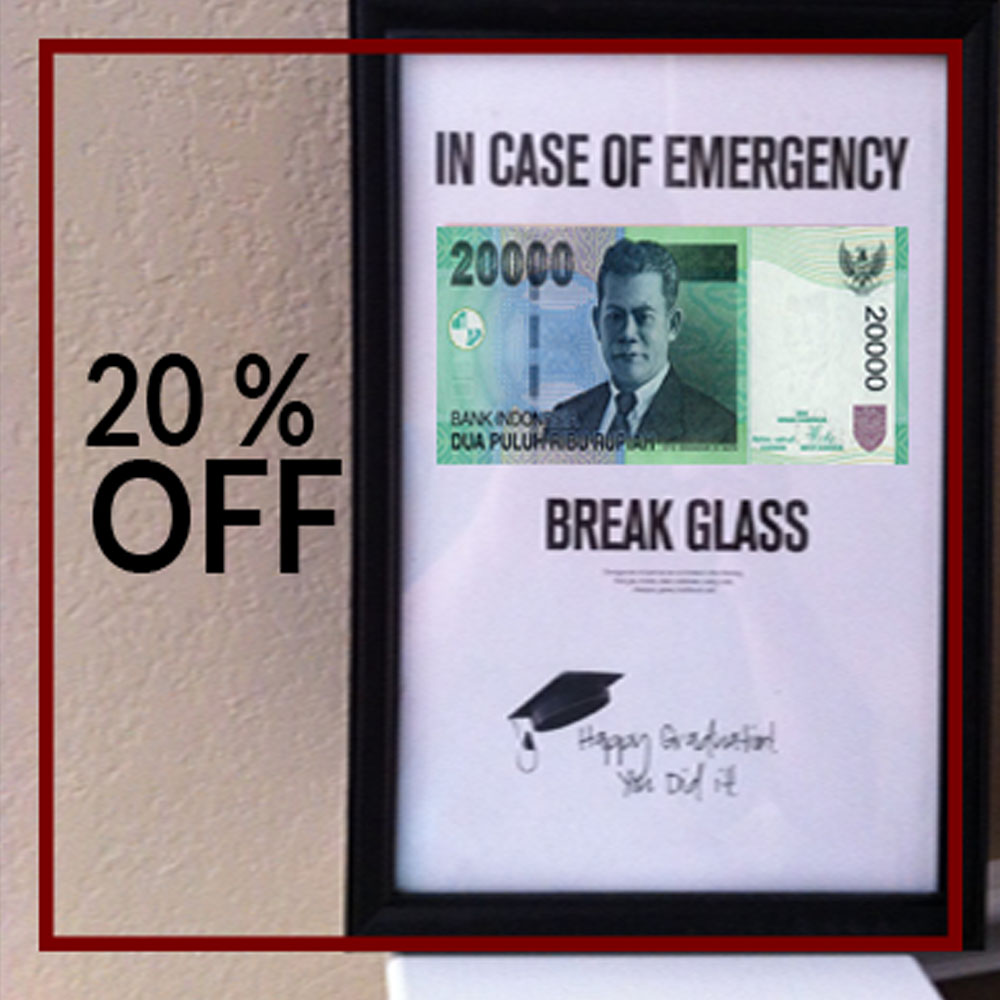 20 %
OFF
IN CASE OF EMERGENCY
20000
20000
BANK INDONESIA
DUA PULUH RIBU RUPIAH
BREAK GLASS
Happy Graduation!
You Did it!